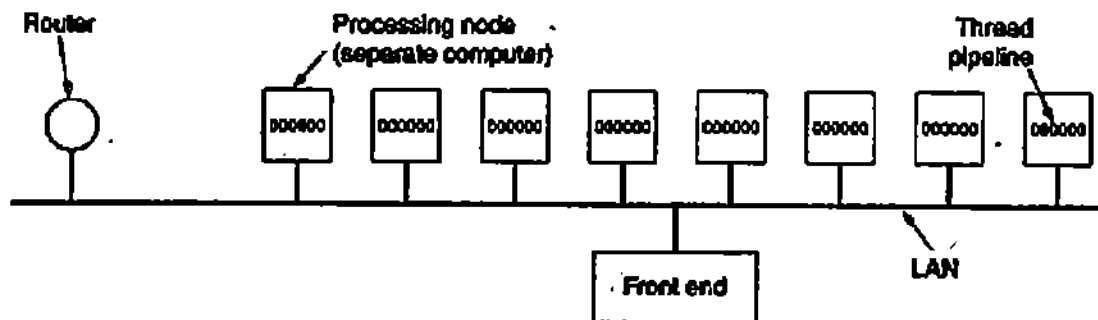 Router
Processing node
(separate computer)
Thread
pipeline
Front end
LAN